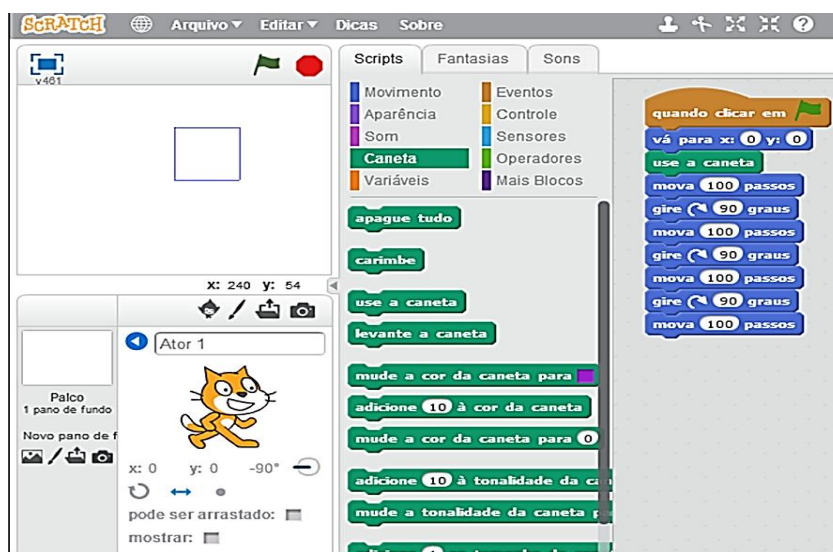 SCRATCH Arquivo▼ Editar▼ Dicas Sobre
v461
x: 240 y: 54
Palco
1 pano de fundo
Novo pano de f
Ator 1
x: 0 y: 0 -90°
pode ser arrastado:
mostrar:
Scripts Fantasias Sons
Movimento Eventos
Aparência Controle
Som Sensores
Caneta Operadores
Variáveis Mais Blocos
apague tudo
carimbe
use a caneta
levante a caneta
mude a cor da caneta para
adicione 10 à cor da caneta
mude a cor da caneta para 0
adicione 10 à tonalidade da can
mude a tonalidade da caneta p
quando clicar em
vá para x: 0 y: 0
use a caneta
mova 100 passos
gire 90 graus
mova 100 passos
gire 90 graus
mova 100 passos
gire 90 graus
mova 100 passos